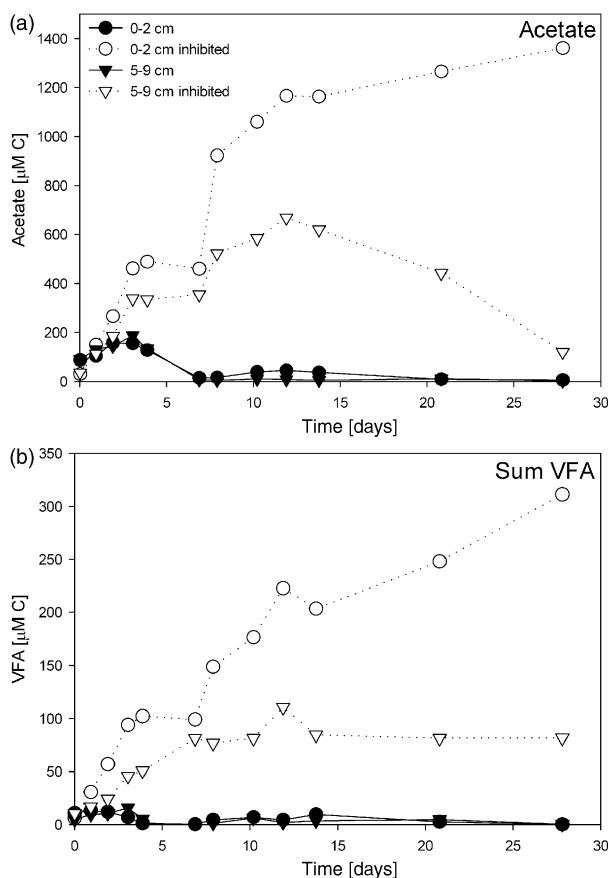 (a)
Acetate
0-2 cm
0-2 cm inhibited
5-9 cm
5-9 cm inhibited
1400
1200
1000
800
600
400
200
0
Acetate [µM C]
0 5 10 15 20 25 30
Time [days]
(b)
Sum VFA
350
300
250
200
150
100
50
0
VFA [µM C]
0 5 10 15 20 25 30
Time [days]